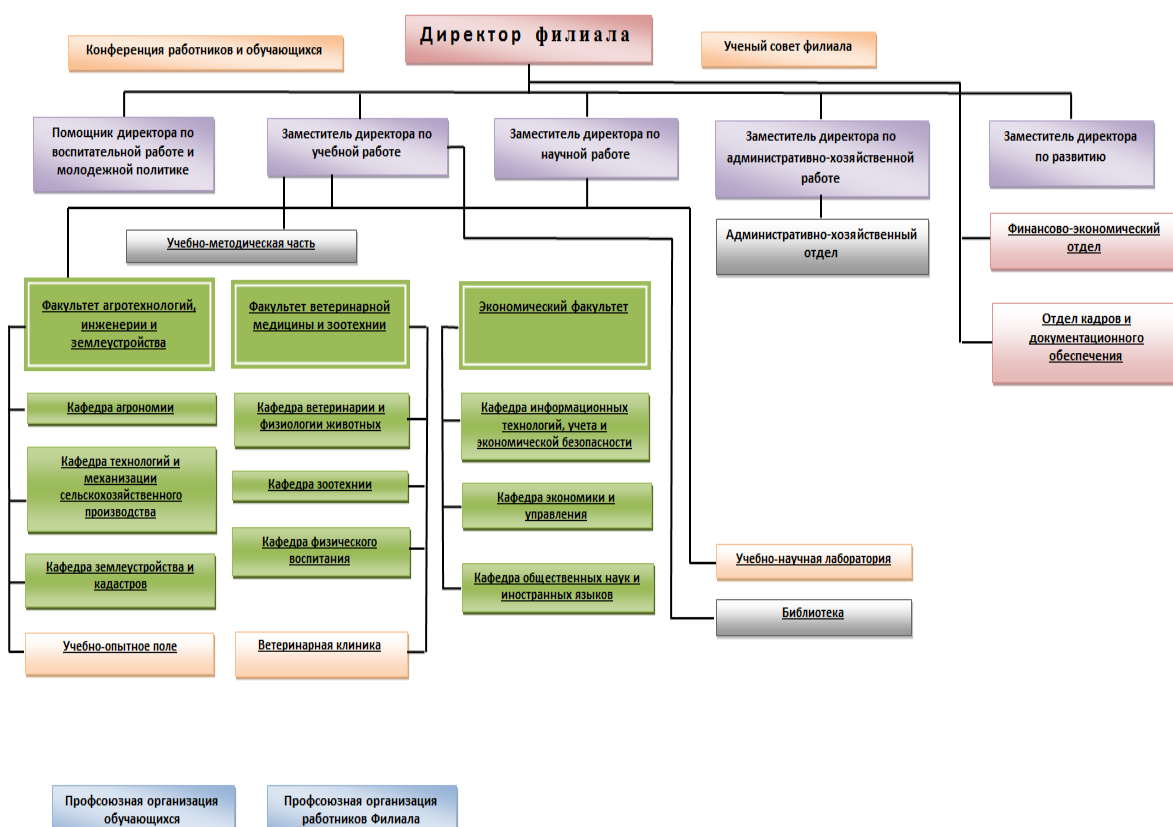 Директор филиала
Конференция работников и обучающихся
Ученый совет филиала
Помощник директора по
воспитательной работе и
молодежной политике
Заместитель директора по
учебной работе
Заместитель директора по
научной работе
Заместитель директора по
административно-хозяйственной
работе
Заместитель директора
по развитию
Учебно-методическая часть
Административно-хозяйственный
отдел
Финансово-экономический
отдел
Факультет агротехнологий,
инженерии и
землеустройства
Факультет ветеринарной
медицины и зоотехнии
Экономический факультет
Отдел кадров и
документационного
обеспечения
Кафедра агрономии
Кафедра технологий и
механизации
сельскохозяйственного
производства
Кафедра землеустройства и
кадастров
Учебно-опытное поле
Кафедра ветеринарии и
физиологии животных
Кафедра зоотехнии
Кафедра физического
воспитания
Ветеринарная клиника
Кафедра информационных
технологий, учета и
экономической безопасности
Кафедра экономики и
управления
Кафедра общественных наук и
иностранных языков
Учебно-научная лаборатория
Библиотека
Профсоюзная организация
обучающихся
Профсоюзная организация
работников Филиала